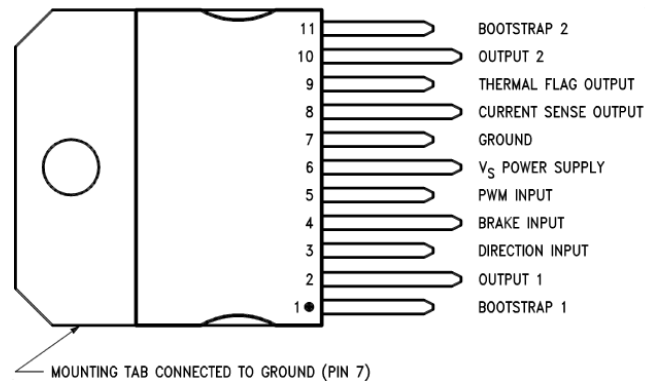 11 BOOTSTRAP 2
10 OUTPUT 2
9 THERMAL FLAG OUTPUT
8 CURRENT SENSE OUTPUT
7 GROUND
6 VS POWER SUPPLY
5 PWM INPUT
4 BRAKE INPUT
3 DIRECTION INPUT
2 OUTPUT 1
1 BOOTSTRAP 1
MOUNTING TAB CONNECTED TO GROUND (PIN 7)